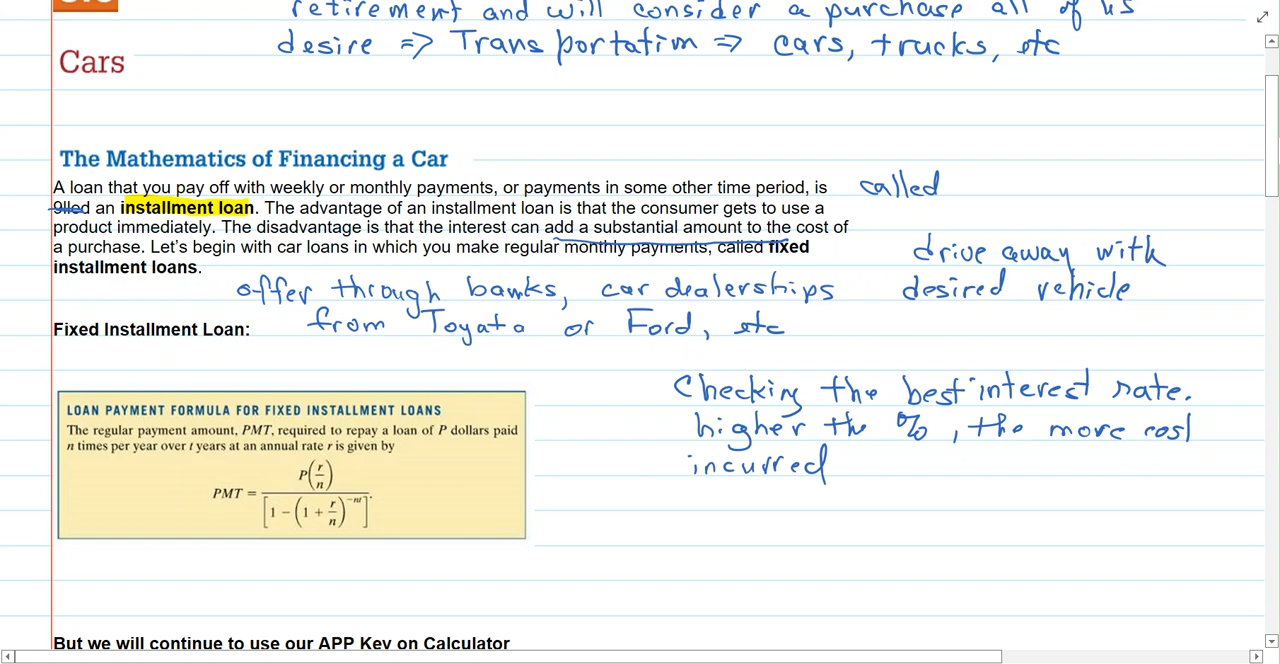 retirement and will consider a purchase all of us
desire => Transportation => cars, trucks, etc
Cars
The Mathematics of Financing a Car
A loan that you pay off with weekly or monthly payments, or payments in some other time period, is
called
9lled an installment loan. The advantage of an installment loan is that the consumer gets to use a
product immediately. The disadvantage is that the interest can add a substantial amount to the cost of
a purchase. Let's begin with car loans in which you make regular monthly payments, called fixed
installment loans.
drive away with
desired vehicle
offer through banks, car dealerships
from Toyata or Ford, etc
Fixed Installment Loan:
Checking the best interest rate.
higher the %, the more cost
incurred
LOAN PAYMENT FORMULA FOR FIXED INSTALLMENT LOANS
The regular payment amount, PMT, required to repay a loan of P dollars paid
n times per year over t years at an annual rate r is given by
PMT = P(r/n) / [1 − (1 + r/n)^−nt].
But we will continue to use our APP Key on Calculator